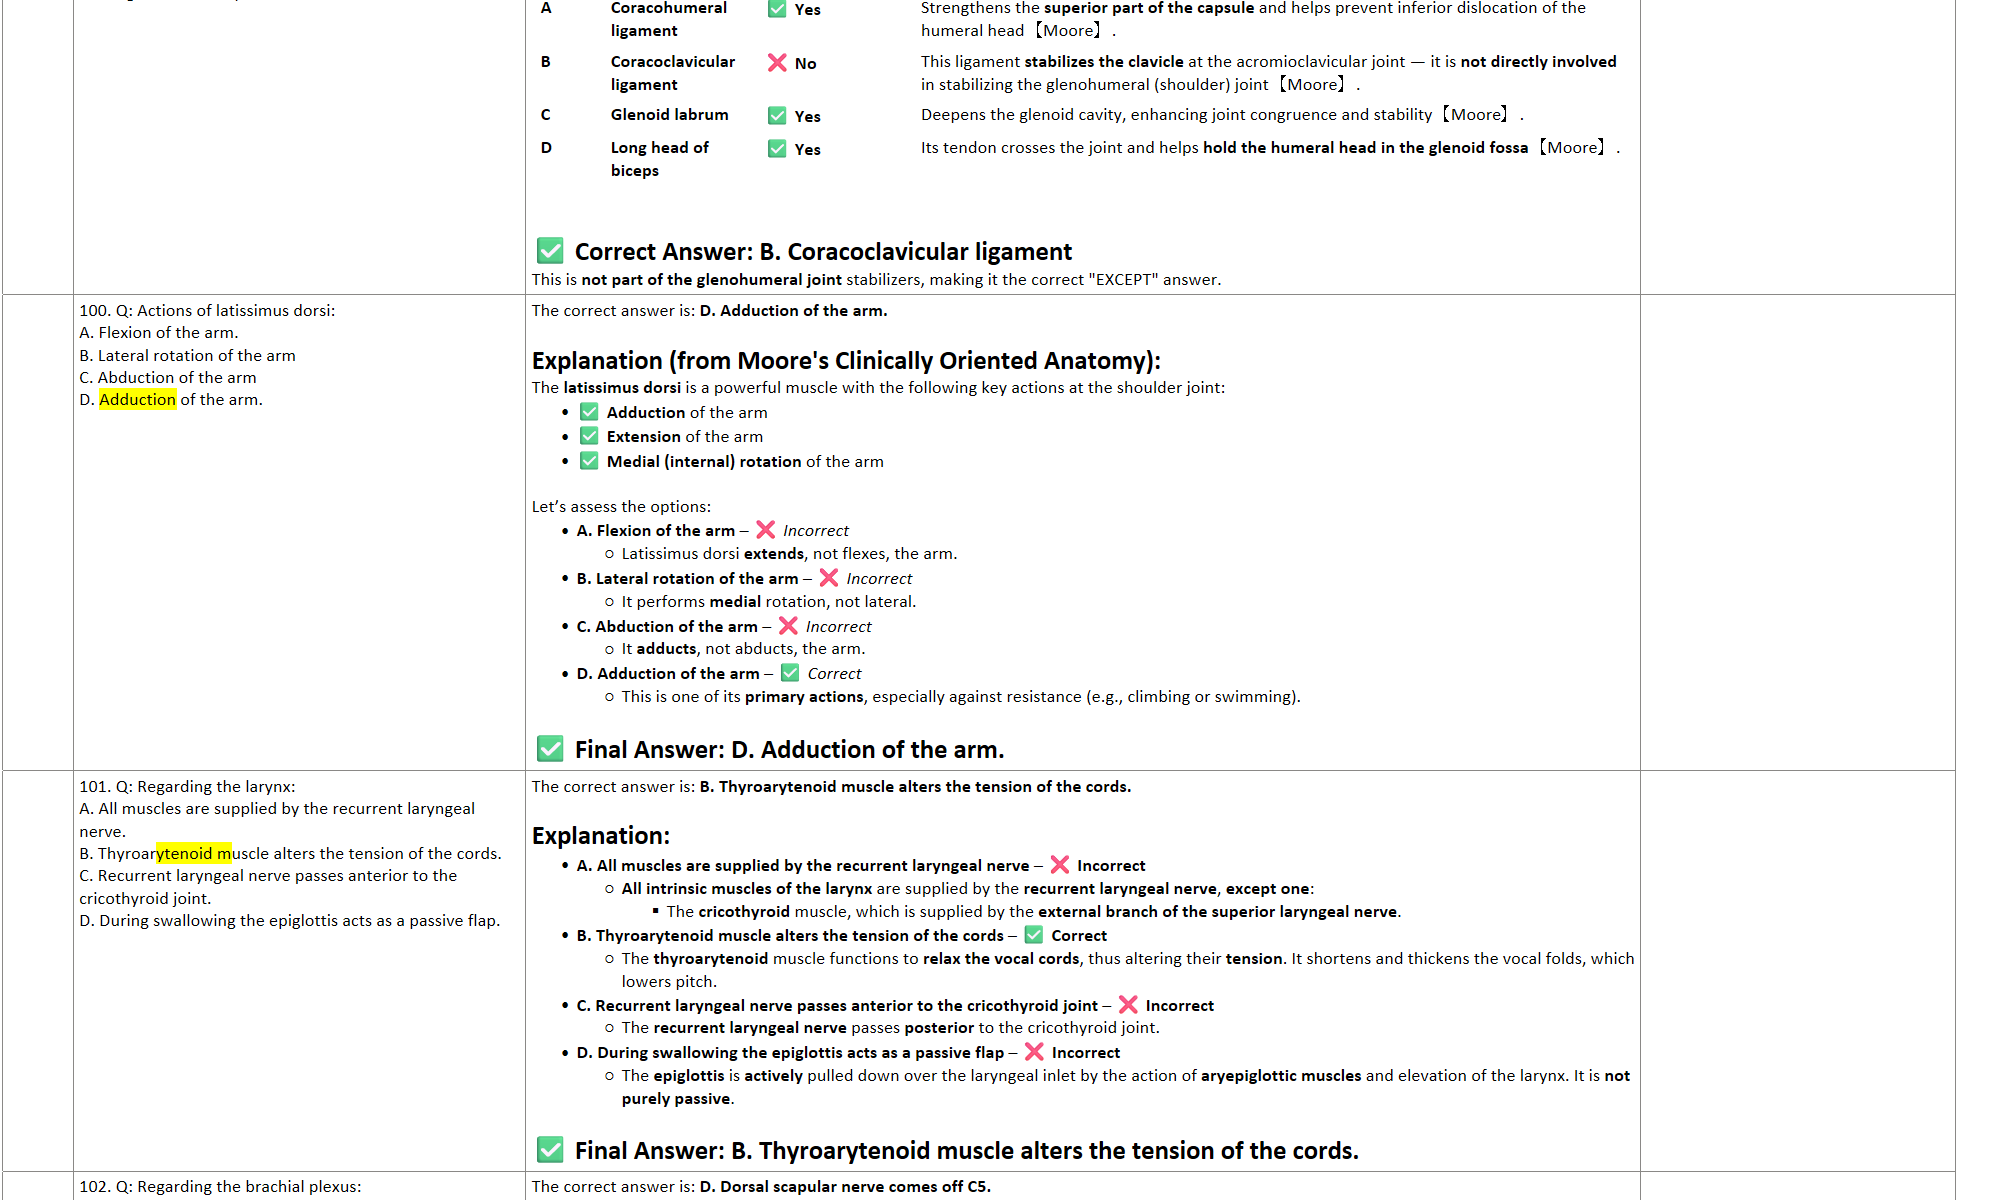 A Coracohumeral ligament ✅ Yes Strengthens the superior part of the capsule and helps prevent inferior dislocation of the humeral head【Moore】.
B Coracoclavicular ligament ❌ No This ligament stabilizes the clavicle at the acromioclavicular joint — it is not directly involved in stabilizing the glenohumeral (shoulder) joint【Moore】.
C Glenoid labrum ✅ Yes Deepens the glenoid cavity, enhancing joint congruence and stability【Moore】.
D Long head of biceps ✅ Yes Its tendon crosses the joint and helps hold the humeral head in the glenoid fossa【Moore】.
✅ Correct Answer: B. Coracoclavicular ligament
This is not part of the glenohumeral joint stabilizers, making it the correct "EXCEPT" answer.
100. Q: Actions of latissimus dorsi:
A. Flexion of the arm.
B. Lateral rotation of the arm
C. Abduction of the arm
D. Adduction of the arm.
The correct answer is: D. Adduction of the arm.
Explanation (from Moore's Clinically Oriented Anatomy):
The latissimus dorsi is a powerful muscle with the following key actions at the shoulder joint:
• ✅ Adduction of the arm
• ✅ Extension of the arm
• ✅ Medial (internal) rotation of the arm
Let’s assess the options:
• A. Flexion of the arm – ❌ Incorrect
○ Latissimus dorsi extends, not flexes, the arm.
• B. Lateral rotation of the arm – ❌ Incorrect
○ It performs medial rotation, not lateral.
• C. Abduction of the arm – ❌ Incorrect
○ It adducts, not abducts, the arm.
• D. Adduction of the arm – ✅ Correct
○ This is one of its primary actions, especially against resistance (e.g., climbing or swimming).
✅ Final Answer: D. Adduction of the arm.
101. Q: Regarding the larynx:
A. All muscles are supplied by the recurrent laryngeal
nerve.
B. Thyroarytenoid muscle alters the tension of the cords.
C. Recurrent laryngeal nerve passes anterior to the
cricothyroid joint.
D. During swallowing the epiglottis acts as a passive flap.
The correct answer is: B. Thyroarytenoid muscle alters the tension of the cords.
Explanation:
• A. All muscles are supplied by the recurrent laryngeal nerve – ❌ Incorrect
○ All intrinsic muscles of the larynx are supplied by the recurrent laryngeal nerve, except one:
▪ The cricothyroid muscle, which is supplied by the external branch of the superior laryngeal nerve.
• B. Thyroarytenoid muscle alters the tension of the cords – ✅ Correct
○ The thyroarytenoid muscle functions to relax the vocal cords, thus altering their tension. It shortens and thickens the vocal folds, which
lowers pitch.
• C. Recurrent laryngeal nerve passes anterior to the cricothyroid joint – ❌ Incorrect
○ The recurrent laryngeal nerve passes posterior to the cricothyroid joint.
• D. During swallowing the epiglottis acts as a passive flap – ❌ Incorrect
○ The epiglottis is actively pulled down over the laryngeal inlet by the action of aryepiglottic muscles and elevation of the larynx. It is not
purely passive.
✅ Final Answer: B. Thyroarytenoid muscle alters the tension of the cords.
102. Q: Regarding the brachial plexus:
The correct answer is: D. Dorsal scapular nerve comes off C5.